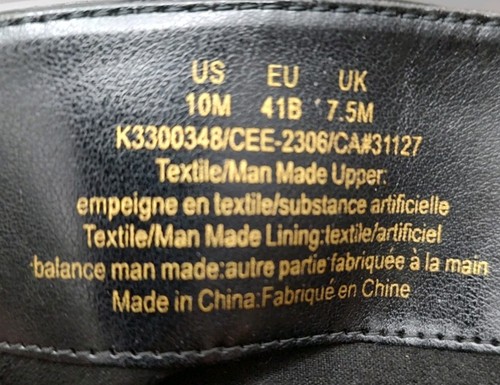 US EU UK
10M 41B 7.5M
K3300348/CEE-2306/CA#31127
Textile/Man Made Upper:
empeigne en textile/substance artificielle
Textile/Man Made Lining:textile/artificiel
balance man made:autre partie fabriquée à la main
Made in China:Fabriqué en Chine